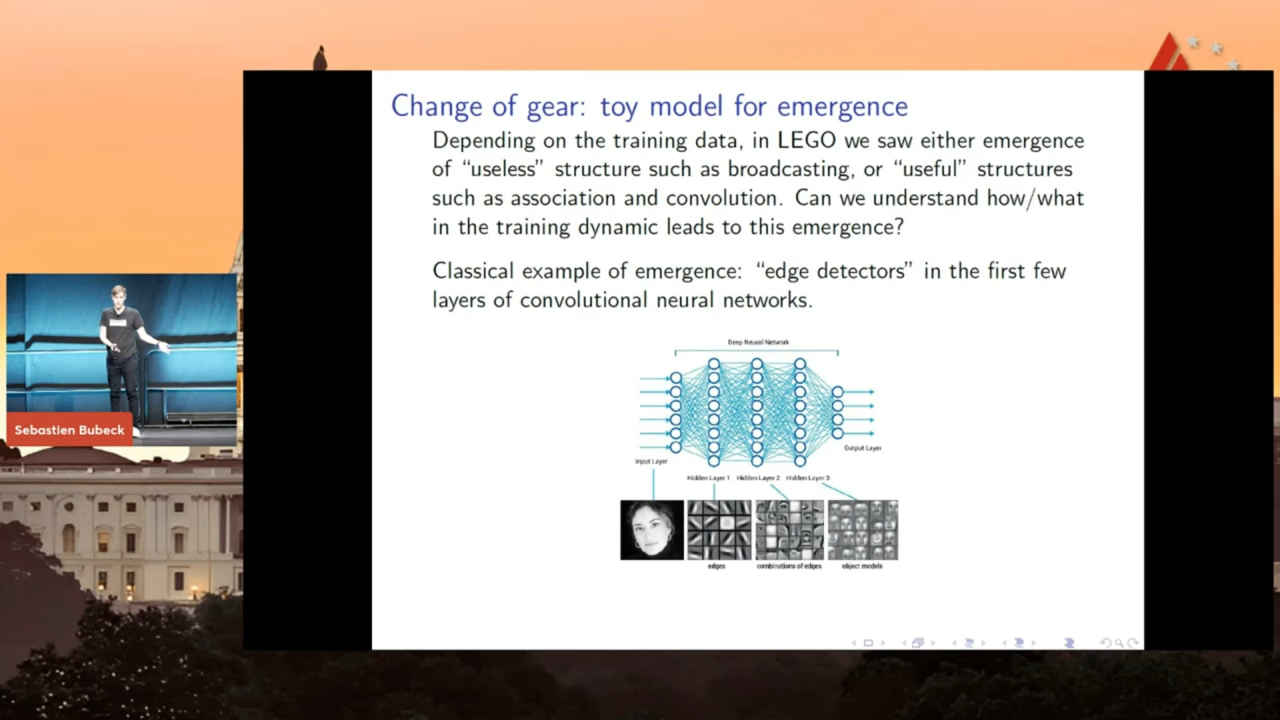 Change of gear: toy model for emergence
Depending on the training data, in LEGO we saw either emergence
of “useless” structure such as broadcasting, or “useful” structures
such as association and convolution. Can we understand how/what
in the training dynamic leads to this emergence?
Classical example of emergence: “edge detectors” in the first few
layers of convolutional neural networks.
Deep Neural Network
Input Layer
Output Layer
Hidden Layer 1 Hidden Layer 2 Hidden Layer 3
edges combinations of edges object models
Sebastien Bubeck